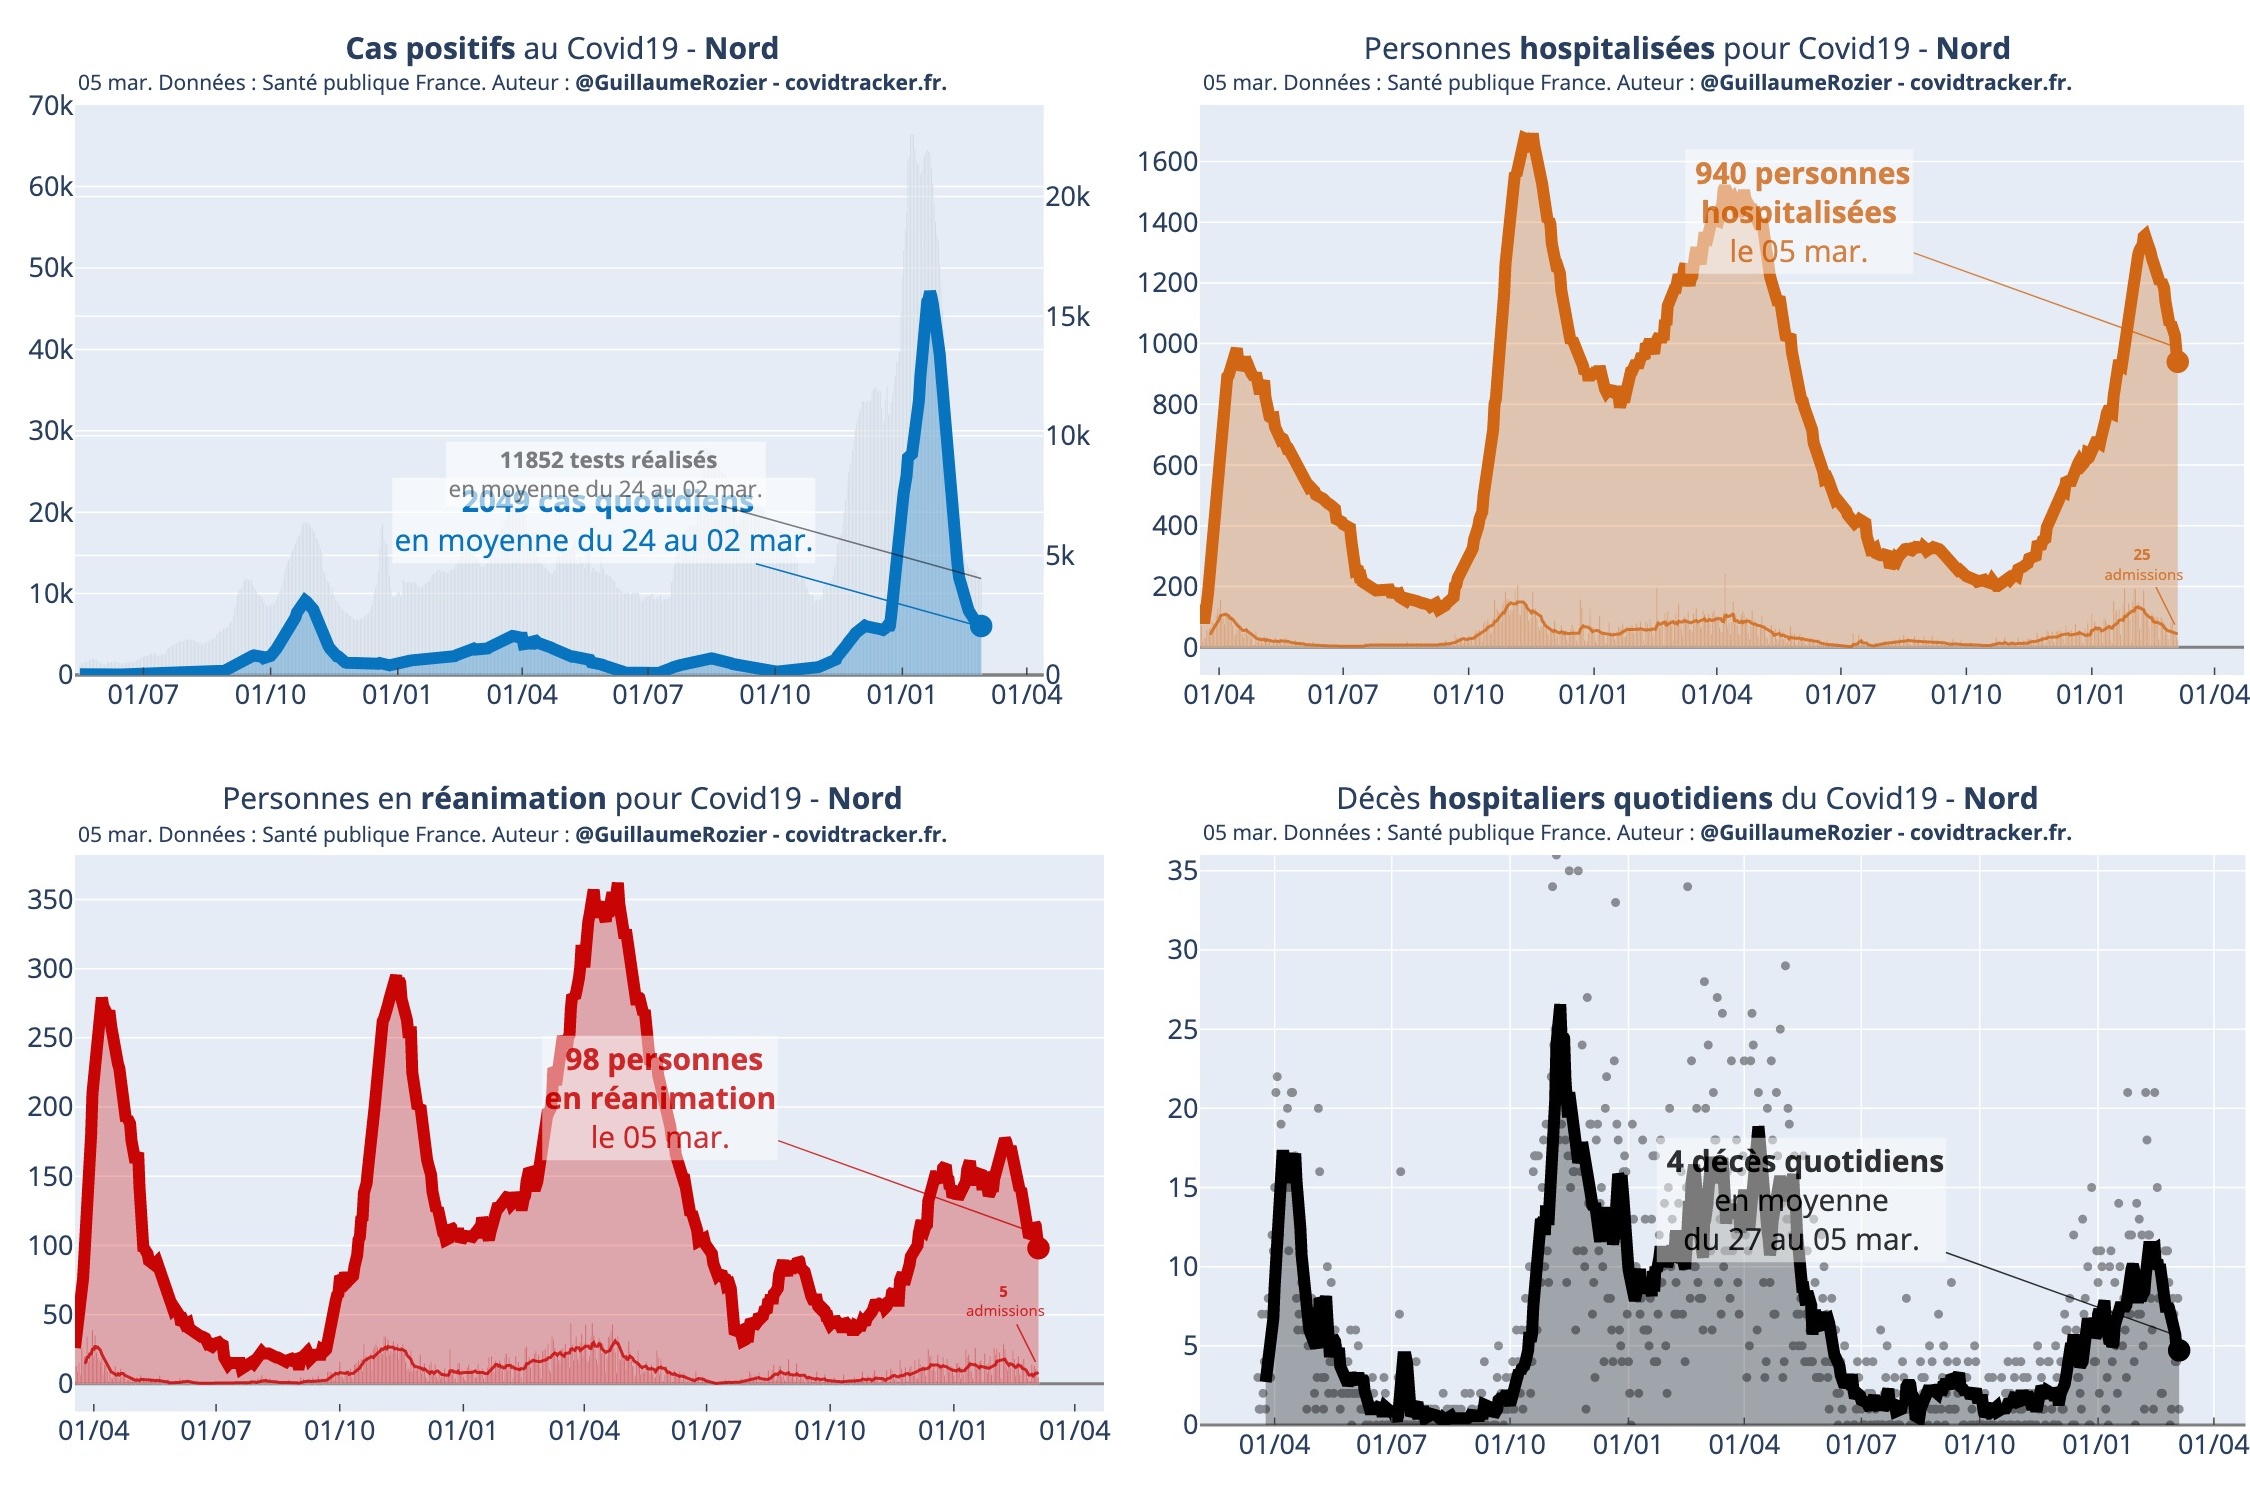 Cas positifs au Covid19 - Nord
05 mar. Données : Santé publique France. Auteur : @GuillaumeRozier - covidtracker.fr.
70k
60k
50k
40k
30k
20k
10k
0
20k
15k
10k
5k
0
11852 tests réalisés
en moyenne du 24 au 02 mar.
2049 cas quotidiens
en moyenne du 24 au 02 mar.
01/07 01/10 01/01 01/04 01/07 01/10 01/01 01/04
Personnes hospitalisées pour Covid19 - Nord
05 mar. Données : Santé publique France. Auteur : @GuillaumeRozier - covidtracker.fr.
1600
1400
1200
1000
800
600
400
200
0
940 personnes
hospitalisées
le 05 mar.
25
admissions
01/04 01/07 01/10 01/01 01/04 01/07 01/10 01/01 01/04
Personnes en réanimation pour Covid19 - Nord
05 mar. Données : Santé publique France. Auteur : @GuillaumeRozier - covidtracker.fr.
350
300
250
200
150
100
50
0
98 personnes
en réanimation
le 05 mar.
5
admissions
01/04 01/07 01/10 01/01 01/04 01/07 01/10 01/01 01/04
Décès hospitaliers quotidiens du Covid19 - Nord
05 mar. Données : Santé publique France. Auteur : @GuillaumeRozier - covidtracker.fr.
35
30
25
20
15
10
5
0
4 décès quotidiens
en moyenne
du 27 au 05 mar.
01/04 01/07 01/10 01/01 01/04 01/07 01/10 01/01 01/04